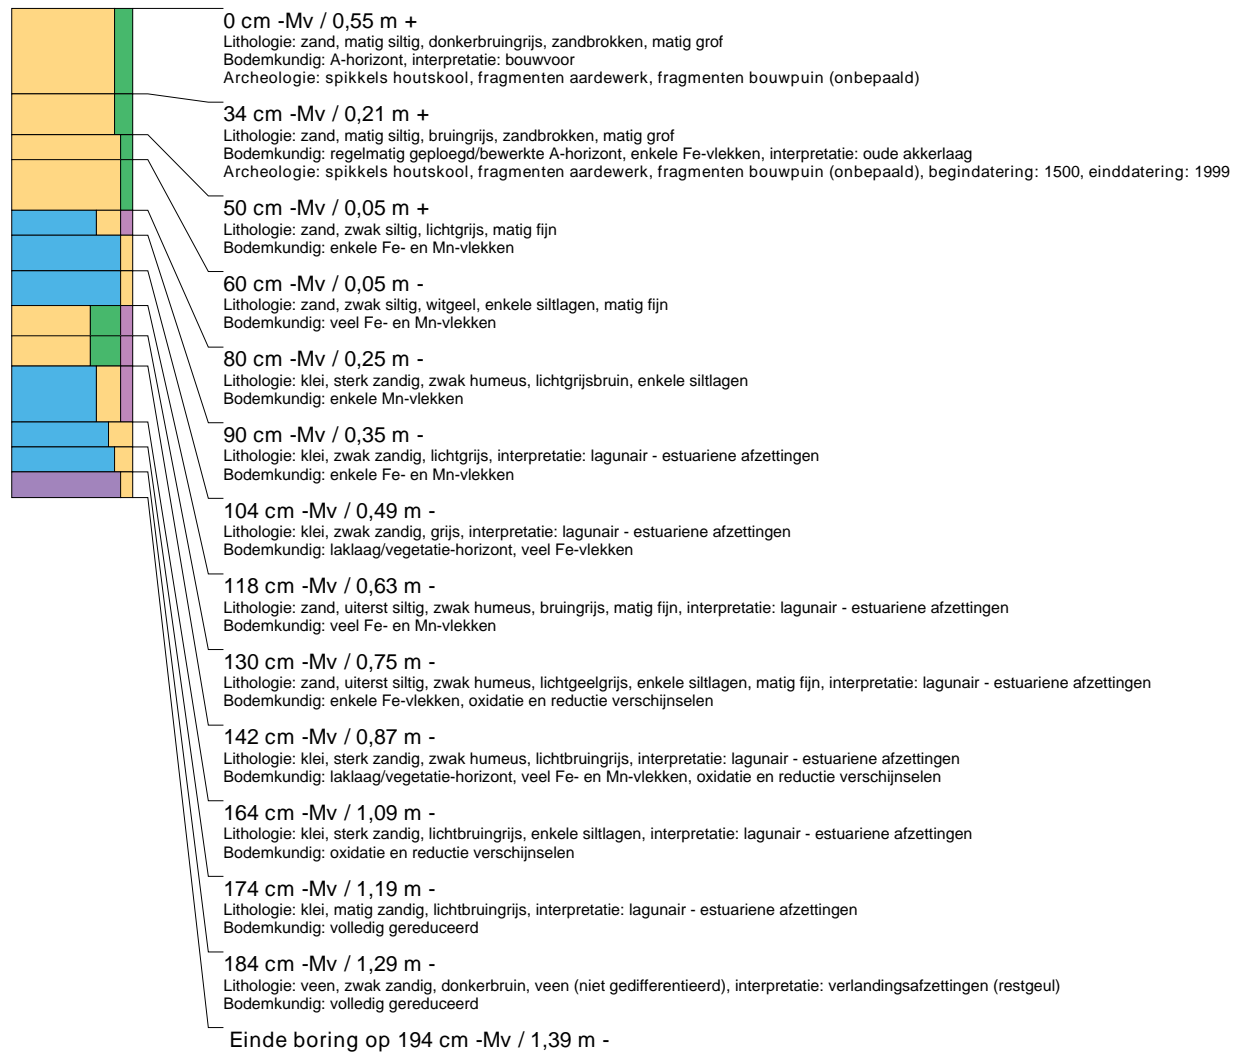 0 cm -Mv / 0,55 m +
Lithologie: zand, matig siltig, donkerbruingrijs, zandbrokken, matig grof
Bodemkundig: A-horizont, interpretatie: bouwvoor
Archeologie: spikkels houtskool, fragmenten aardewerk, fragmenten bouwpuin (onbepaald)
34 cm -Mv / 0,21 m +
Lithologie: zand, matig siltig, bruingrijs, zandbrokken, matig grof
Bodemkundig: regelmatig geploegd/bewerkte A-horizont, enkele Fe-vlekken, interpretatie: oude akkerlaag
Archeologie: spikkels houtskool, fragmenten aardewerk, fragmenten bouwpuin (onbepaald), begindatering: 1500, einddatering: 1999
50 cm -Mv / 0,05 m +
Lithologie: zand, zwak siltig, lichtgrijs, matig fijn
Bodemkundig: enkele Fe- en Mn-vlekken
60 cm -Mv / 0,05 m -
Lithologie: zand, zwak siltig, witgeel, enkele siltlagen, matig fijn
Bodemkundig: veel Fe- en Mn-vlekken
80 cm -Mv / 0,25 m -
Lithologie: klei, sterk zandig, zwak humeus, lichtgrijsbruin, enkele siltlagen
Bodemkundig: enkele Mn-vlekken
90 cm -Mv / 0,35 m -
Lithologie: klei, zwak zandig, lichtgrijs, interpretatie: lagunair - estuariene afzettingen
Bodemkundig: enkele Fe- en Mn-vlekken
104 cm -Mv / 0,49 m -
Lithologie: klei, zwak zandig, grijs, interpretatie: lagunair - estuariene afzettingen
Bodemkundig: laklaag/vegetatie-horizont, veel Fe-vlekken
118 cm -Mv / 0,63 m -
Lithologie: zand, uiterst siltig, zwak humeus, bruingrijs, matig fijn, interpretatie: lagunair - estuariene afzettingen
Bodemkundig: veel Fe- en Mn-vlekken
130 cm -Mv / 0,75 m -
Lithologie: zand, uiterst siltig, zwak humeus, lichtgeelgrijs, enkele siltlagen, matig fijn, interpretatie: lagunair - estuariene afzettingen
Bodemkundig: enkele Fe-vlekken, oxidatie en reductie verschijnselen
142 cm -Mv / 0,87 m -
Lithologie: klei, sterk zandig, zwak humeus, lichtbruingrijs, interpretatie: lagunair - estuariene afzettingen
Bodemkundig: laklaag/vegetatie-horizont, veel Fe- en Mn-vlekken, oxidatie en reductie verschijnselen
164 cm -Mv / 1,09 m -
Lithologie: klei, sterk zandig, lichtbruingrijs, enkele siltlagen, interpretatie: lagunair - estuariene afzettingen
Bodemkundig: oxidatie en reductie verschijnselen
174 cm -Mv / 1,19 m -
Lithologie: klei, matig zandig, lichtbruingrijs, interpretatie: lagunair - estuariene afzettingen
Bodemkundig: volledig gereduceerd
184 cm -Mv / 1,29 m -
Lithologie: veen, zwak zandig, donkerbruin, veen (niet gedifferentieerd), interpretatie: verlandingsafzettingen (restgeul)
Bodemkundig: volledig gereduceerd
Einde boring op 194 cm -Mv / 1,39 m -